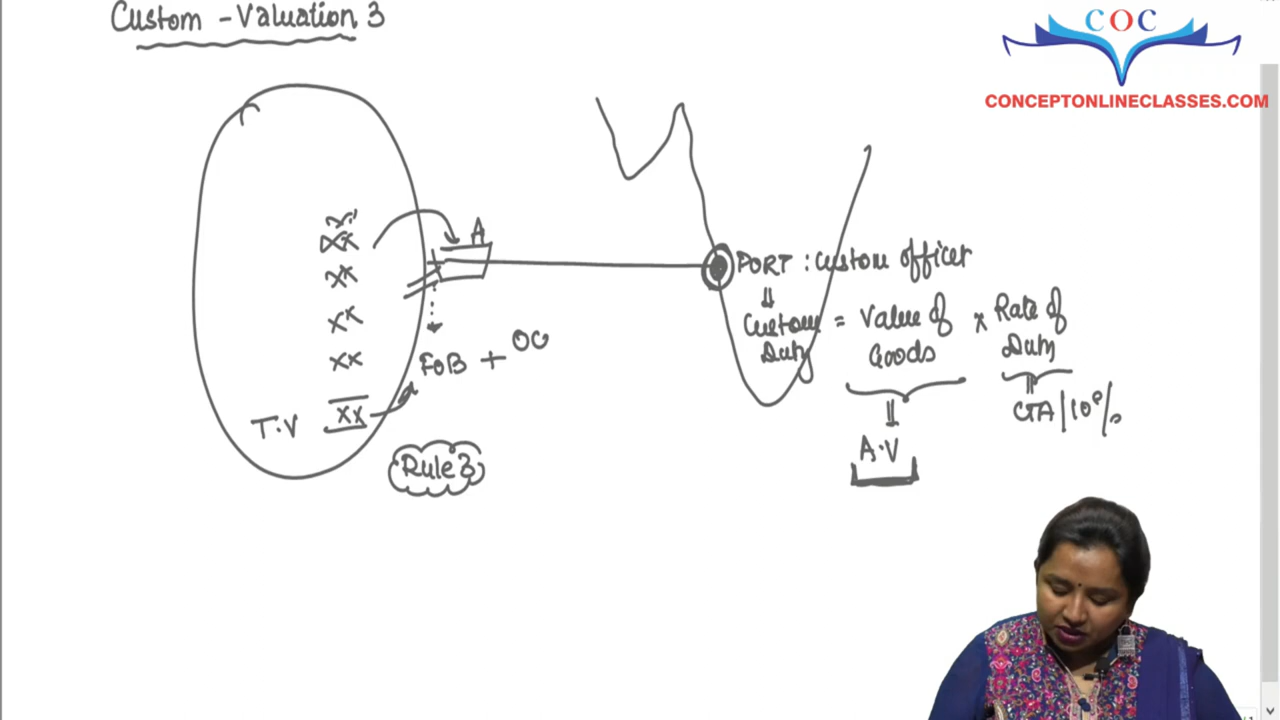 Custom - Valuation 3
COC
CONCEPTONLINECLASSES.COM
A
xx
xx
xx
xx
T.V xx
FOB +
Rule 3
PORT : Custom officer
Custom Duty = Value of Goods x Rate of Duty
A.V
CTA/10%